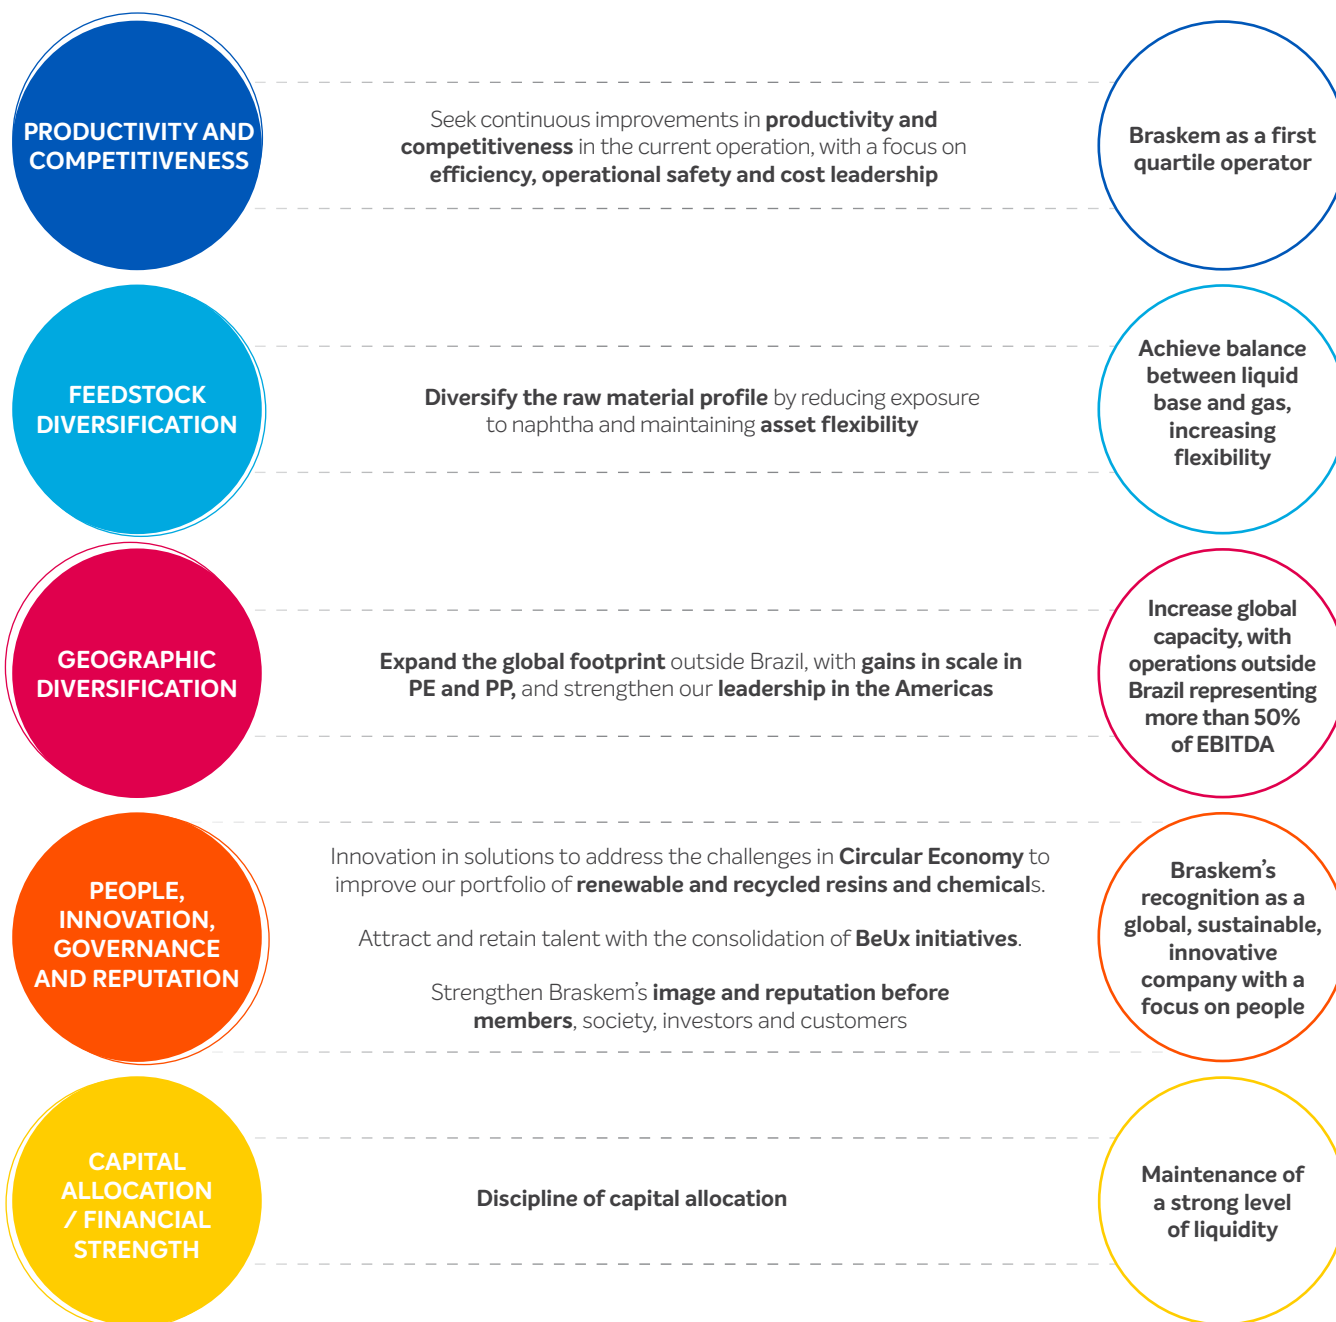 PRODUCTIVITY AND
COMPETITIVENESS
Seek continuous improvements in productivity and
competitiveness in the current operation, with a focus on
efficiency, operational safety and cost leadership
Braskem as a first
quartile operator
FEEDSTOCK
DIVERSIFICATION
Diversify the raw material profile by reducing exposure
to naphtha and maintaining asset flexibility
Achieve balance
between liquid
base and gas,
increasing
flexibility
GEOGRAPHIC
DIVERSIFICATION
Expand the global footprint outside Brazil, with gains in scale in
PE and PP, and strengthen our leadership in the Americas
Increase global
capacity, with
operations outside
Brazil representing
more than 50%
of EBITDA
PEOPLE,
INNOVATION,
GOVERNANCE
AND REPUTATION
Innovation in solutions to address the challenges in Circular Economy to
improve our portfolio of renewable and recycled resins and chemicals.
Attract and retain talent with the consolidation of BeUx initiatives.
Strengthen Braskem’s image and reputation before
members, society, investors and customers
Braskem’s
recognition as a
global, sustainable,
innovative
company with a
focus on people
CAPITAL
ALLOCATION
/ FINANCIAL
STRENGTH
Discipline of capital allocation
Maintenance of
a strong level
of liquidity